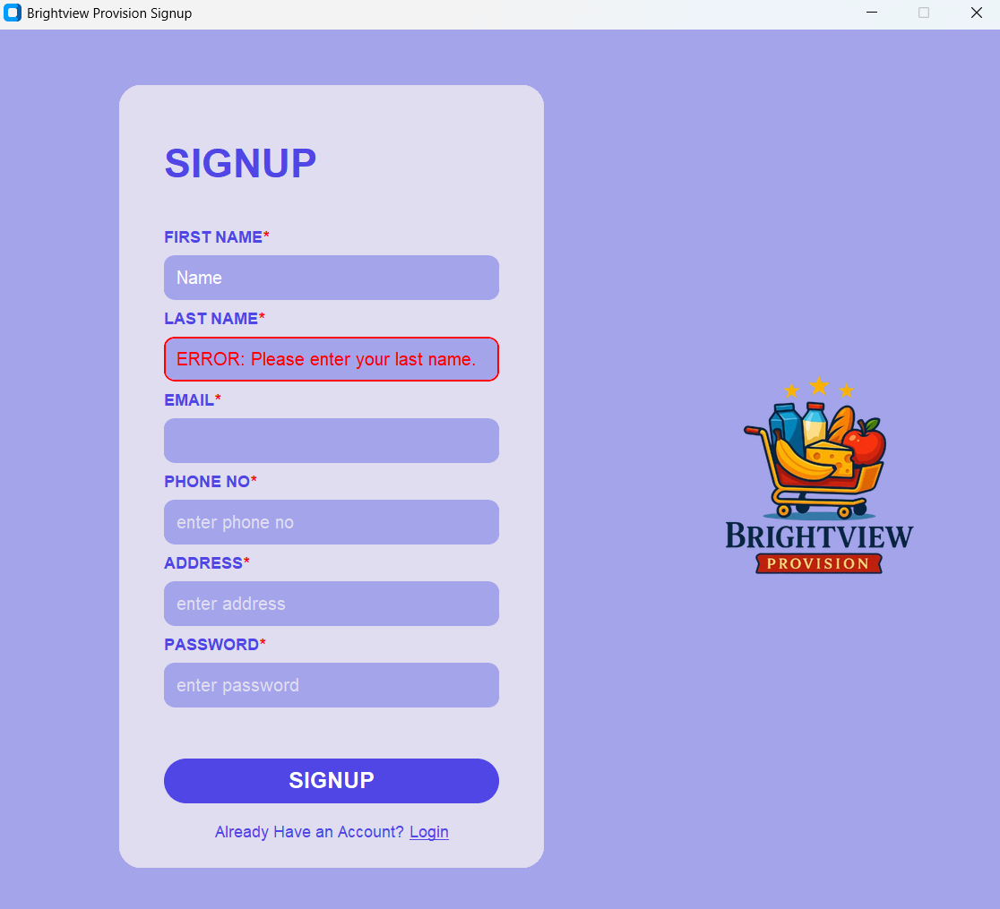 Brightview Provision Signup
SIGNUP
FIRST NAME*
Name
LAST NAME*
ERROR: Please enter your last name.
EMAIL*
PHONE NO*
enter phone no
ADDRESS*
enter address
PASSWORD*
enter password
SIGNUP
Already Have an Account? Login
BRIGHTVIEW
PROVISION